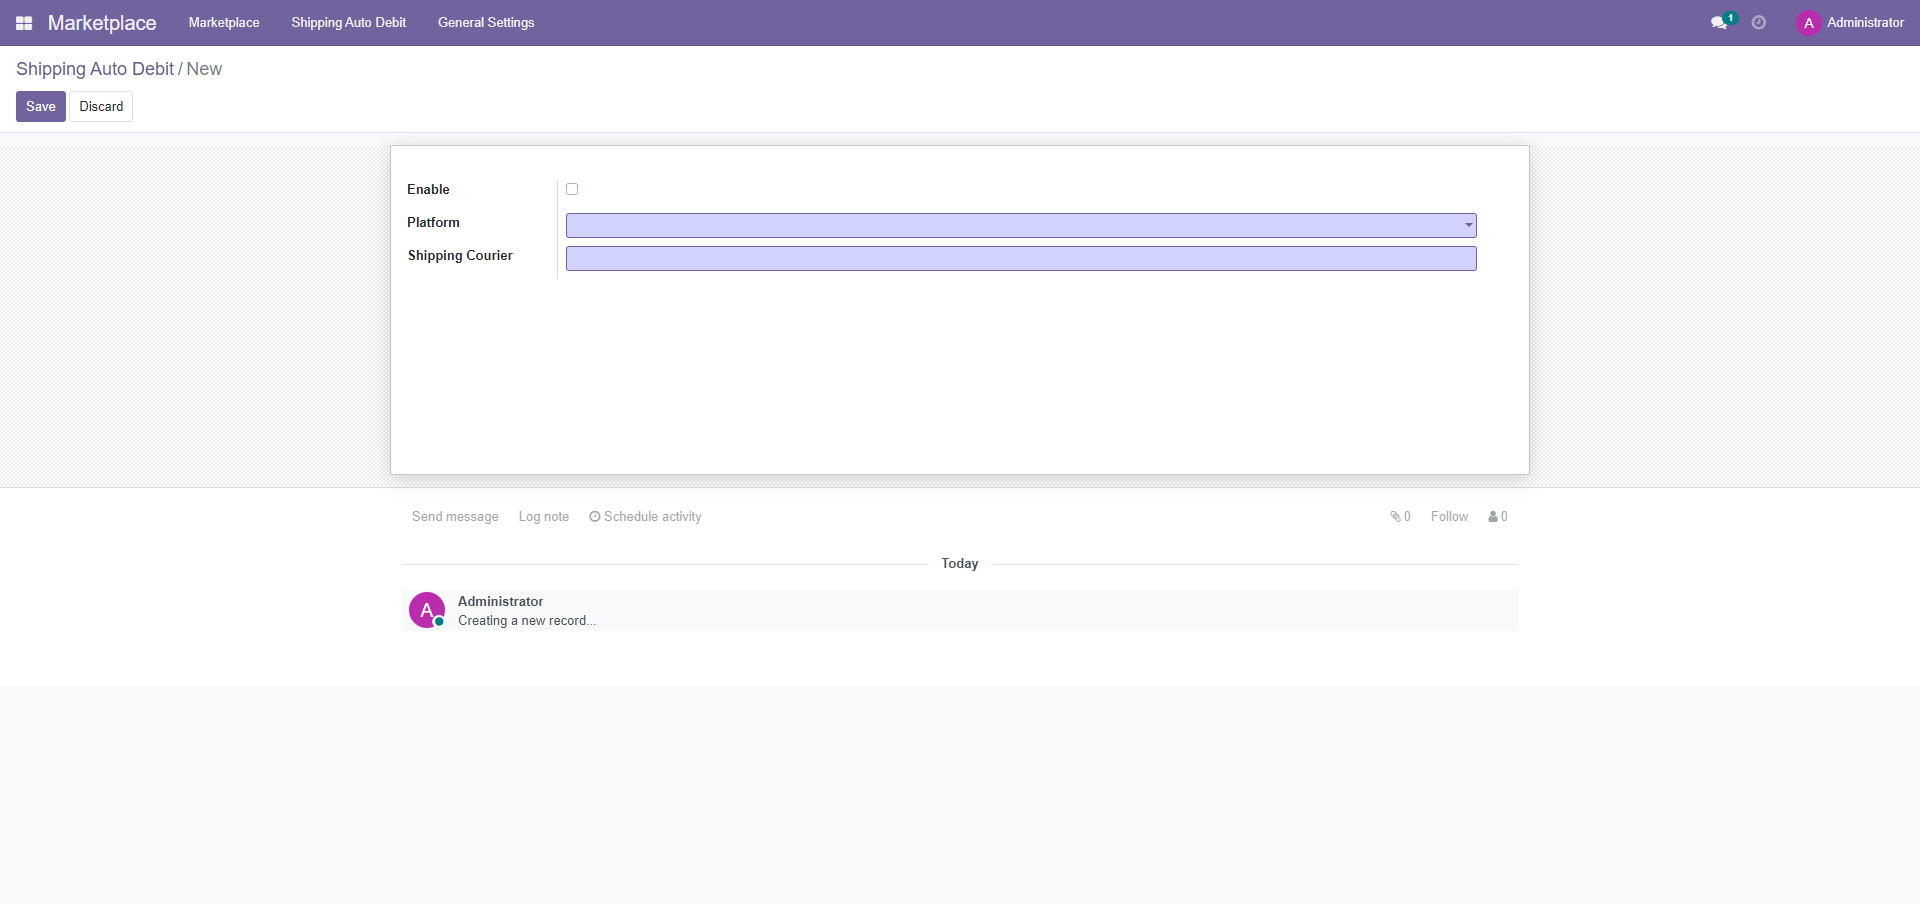 Marketplace Marketplace Shipping Auto Debit General Settings 1 A Administrator
Shipping Auto Debit / New
Save Discard
Enable
Platform
Shipping Courier
Send message Log note Schedule activity 0 Follow 0
Today
A Administrator
Creating a new record...